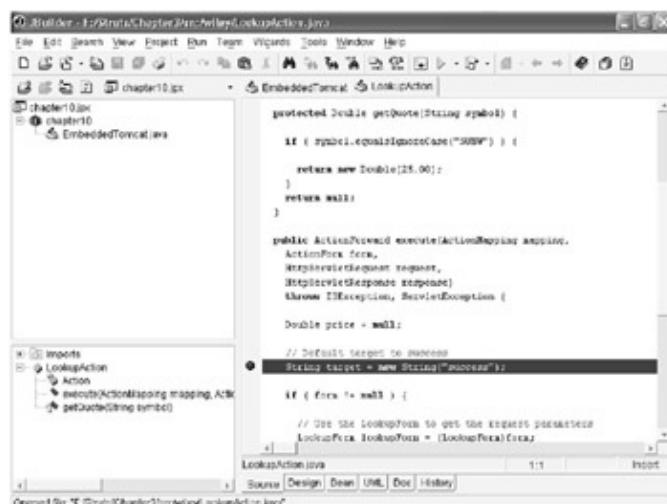 JBuilder - E:/Struts/Chapter3/src/wiley/LookupAction.java
File Edit Search View Project Run Team Wizards Tools Window Help
chapter10.jpx
EmbeddedTomcat LookupAction
chapter10.jpx
chapter10
EmbeddedTomcat.java
protected Double getQuote(String symbol) {
if ( symbol.equalsIgnoreCase("SUNW") ) {
return new Double(25.00);
}
return null;
}
public ActionForward execute(ActionMapping mapping,
ActionForm form,
HttpServletRequest request,
HttpServletResponse response)
throws IOException, ServletException {
Double price = null;
// Default target to success
String target = new String("success");
if ( form != null ) {
// Use the LookupForm to get the request parameters
LookupForm lookupForm = (LookupForm)form;
Imports
LookupAction
Action
execute(ActionMapping mapping, Actio
getQuote(String symbol)
LookupAction.java 1:1 Insert
Source Design Bean UML Doc History